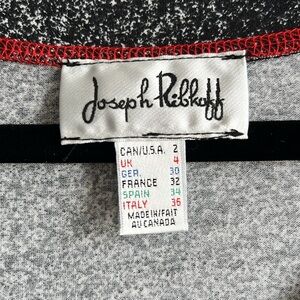 Joseph Ribkoff
CAN/U.S.A. 2
UK 4
GER. 30
FRANCE 32
SPAIN 34
ITALY 36
MADE IN/FAIT
AU CANADA